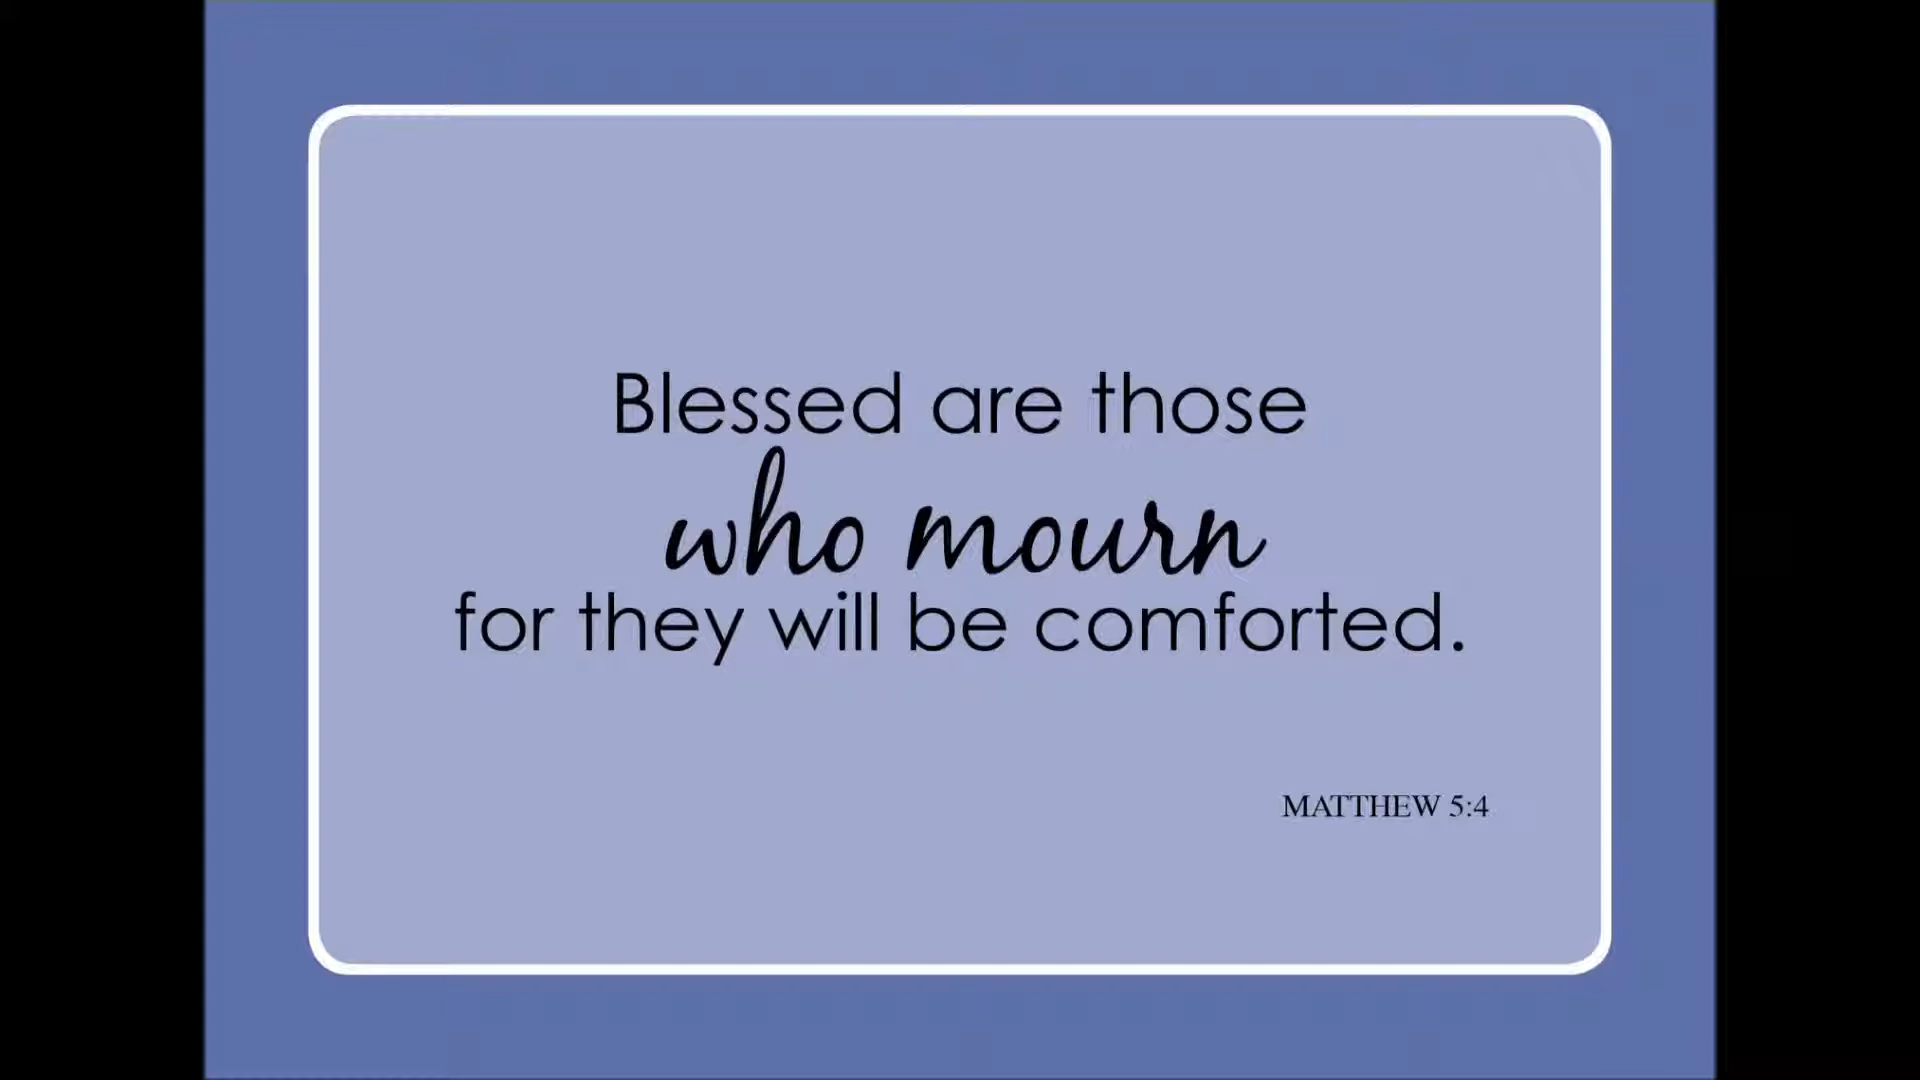 Blessed are those
who mourn
for they will be comforted.
MATTHEW 5:4